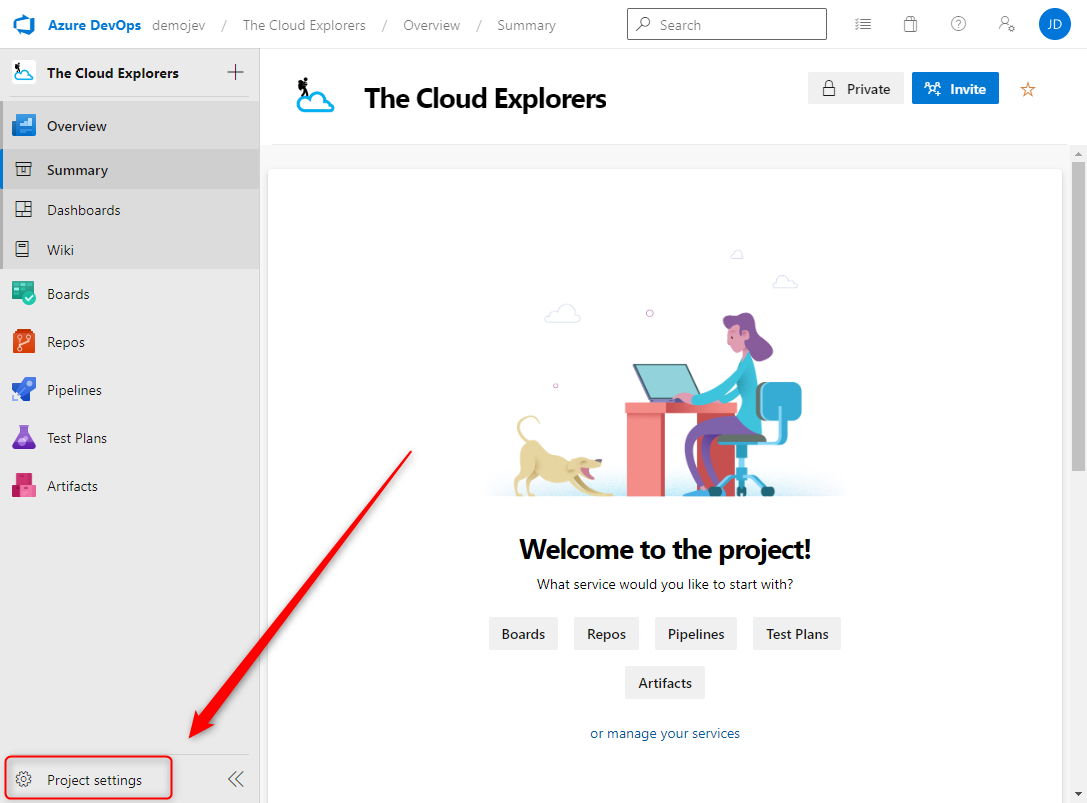 Azure DevOps demojev / The Cloud Explorers / Overview / Summary Search JD
The Cloud Explorers
Overview
Summary
Dashboards
Wiki
Boards
Repos
Pipelines
Test Plans
Artifacts
Project settings
The Cloud Explorers
Private Invite
Welcome to the project!
What service would you like to start with?
Boards Repos Pipelines Test Plans
Artifacts
or manage your services